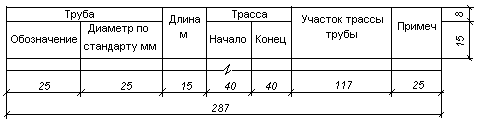 Труба
Длина
м
Трасса
Участок трассы
трубы
Примеч
8
Обозначение
Диаметр по
стандарту мм
Начало
Конец
15
25
25
15
40
40
117
25
287